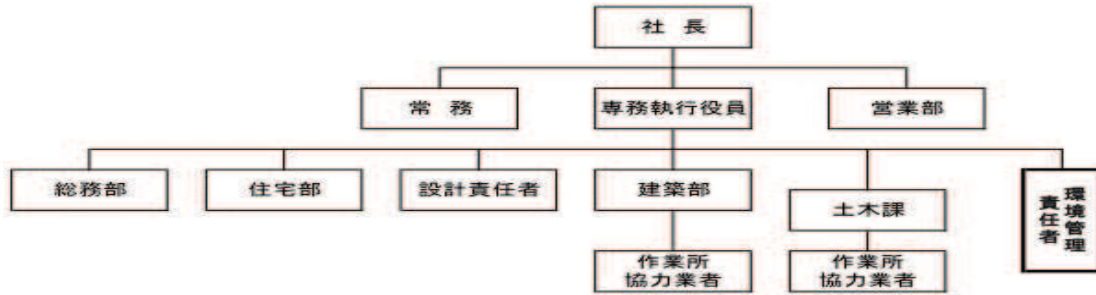 社長
常務
専務執行役員
営業部
総務部
住宅部
設計責任者
建築部
土木課
環境管理
責任者
作業所
協力業者
作業所
協力業者